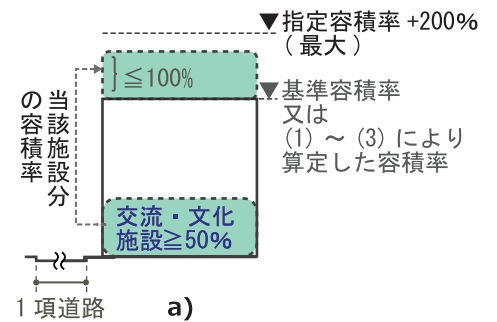 ▼指定容積率 +200%
(最大)
≦100%
▼基準容積率
又は
(1)～(3)により
算定した容積率
当該施設分
の容積率
交流・文化
施設≧50%
1項道路
a)